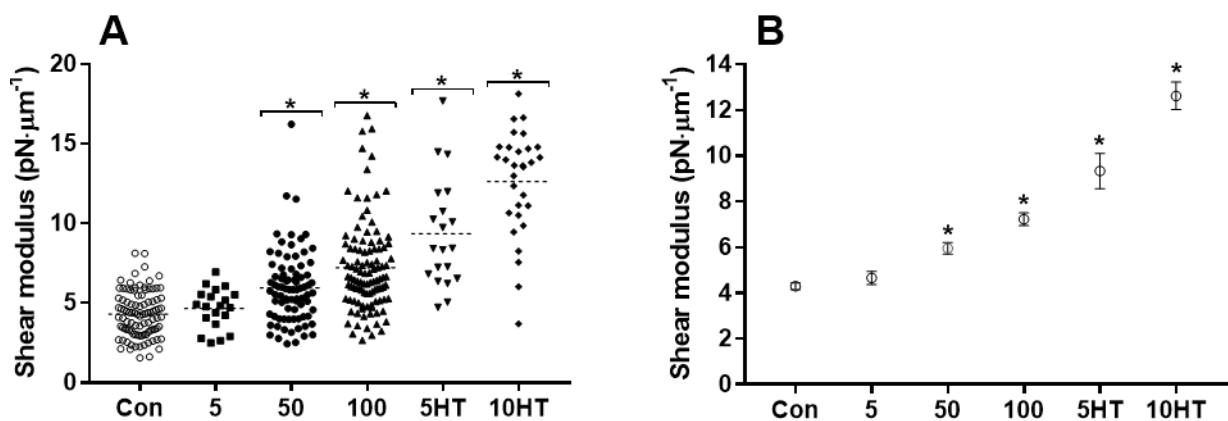 A
Shear modulus (pN·µm⁻¹)
20
15
10
5
0
* * * *
Con 5 50 100 5HT 10HT
B
Shear modulus (pN·µm⁻¹)
14
12
10
8
6
4
2
0
* * * *
Con 5 50 100 5HT 10HT